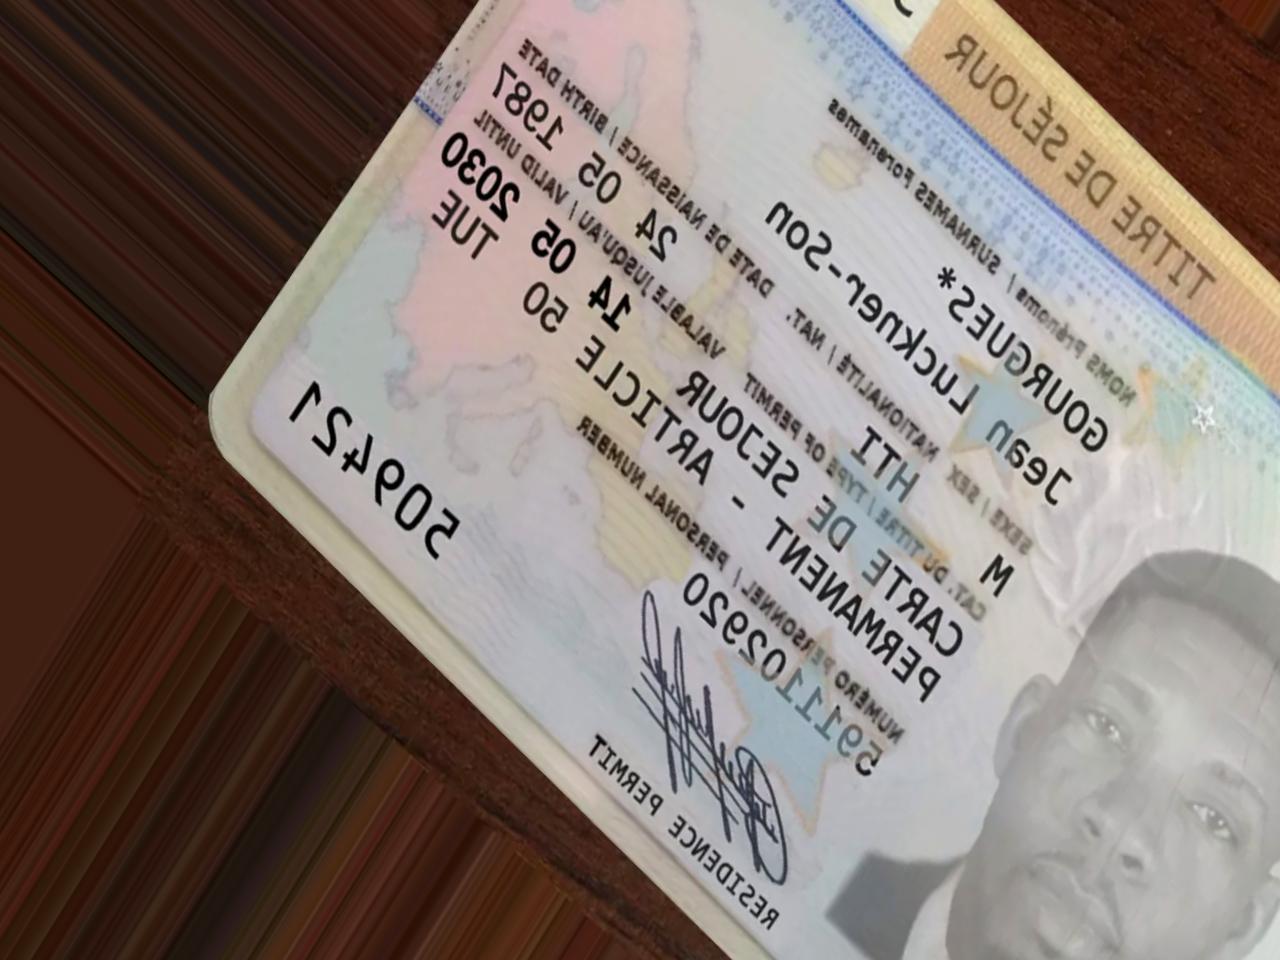 TITRE DE SÉJOUR
NOMS Prénoms / SURNAMES Forenames
GOURGUES*
Jean Luckner-Son
SEXE / SEX NATIONALITÉ / NAT. DATE DE NAISSANCE / BIRTH DATE
M HTI 24 05 1987
CAT. DU TITRE / TYPE OF PERMIT VALABLE JUSQU'AU / VALID UNTIL
CARTE DE SEJOUR 14 05 2030
PERMANENT - ARTICLE 50 TUE
NUMÉRO PERSONNEL / PERSONAL NUMBER
5911102920
509421
RESIDENCE PERMIT